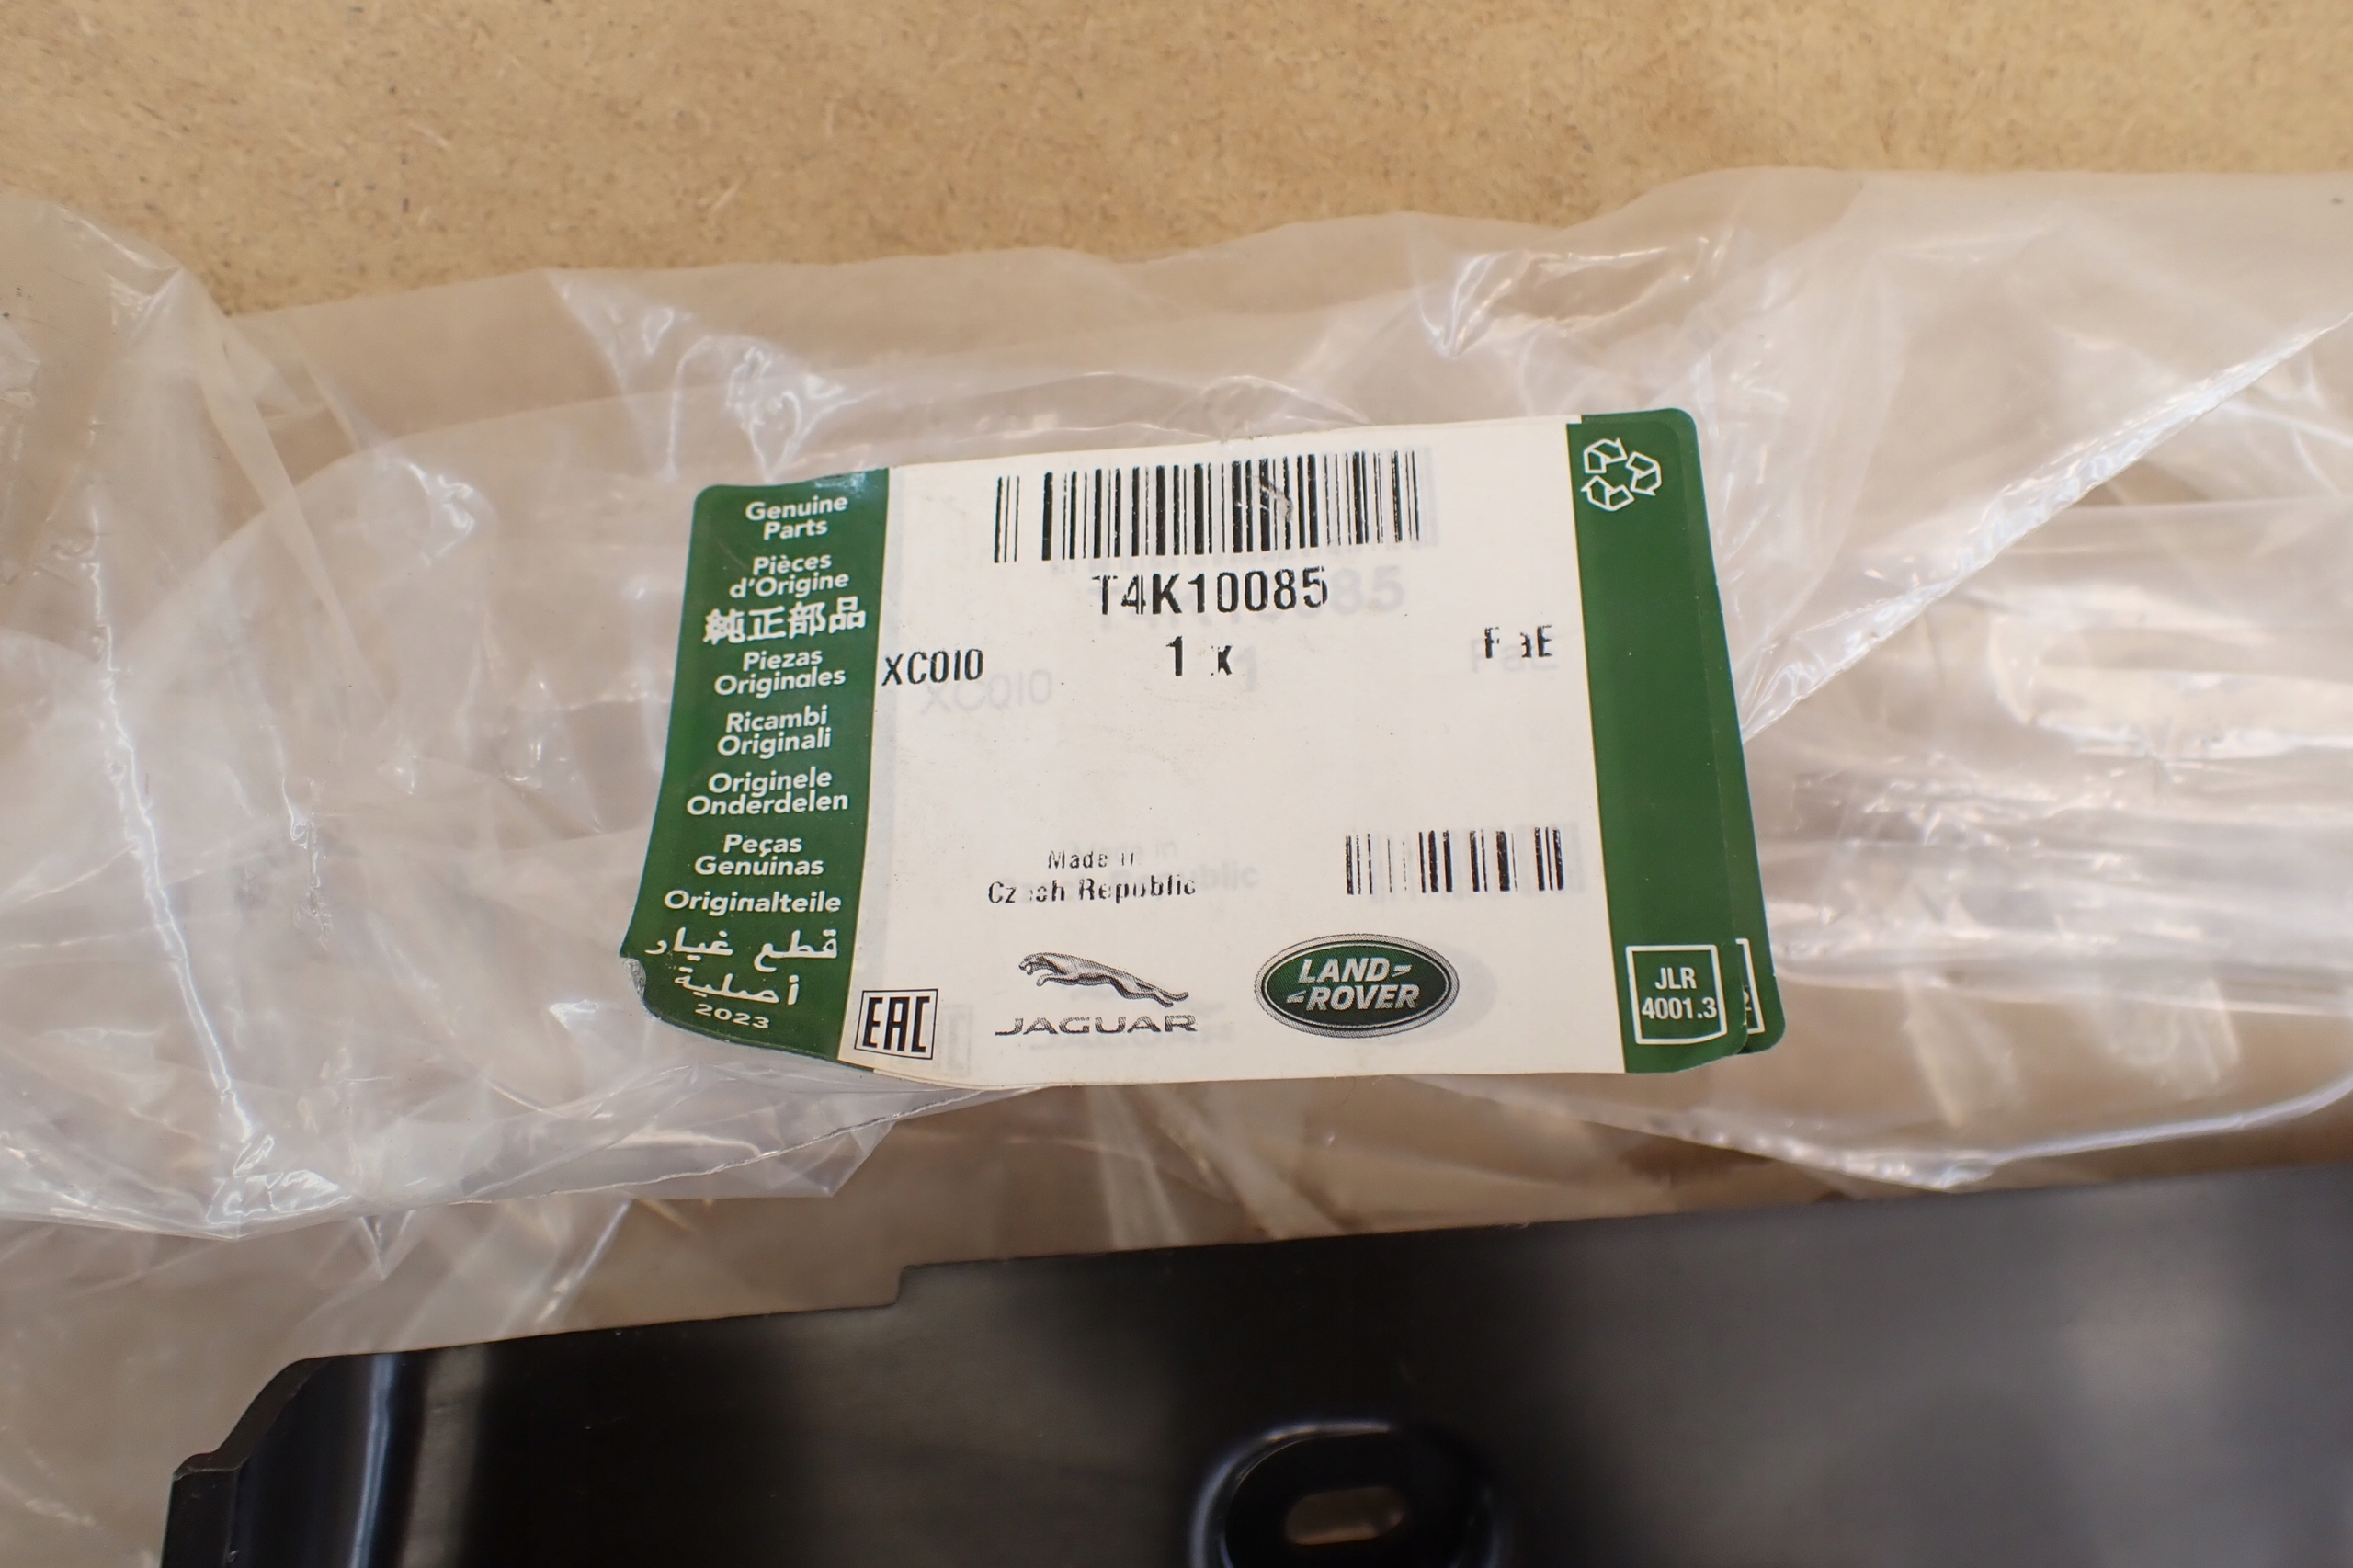 Genuine
Parts
Pièces
d'Origine
純正部品
Piezas
Originales
Ricambi
Originali
Originele
Onderdelen
Peças
Genuinas
Originalteile
قطع غيار
أصلية
2023
T4K10085
XC010
1 x
Made in
Czech Republic
EAC
JAGUAR
LAND-
-ROVER
JLR
4001.3